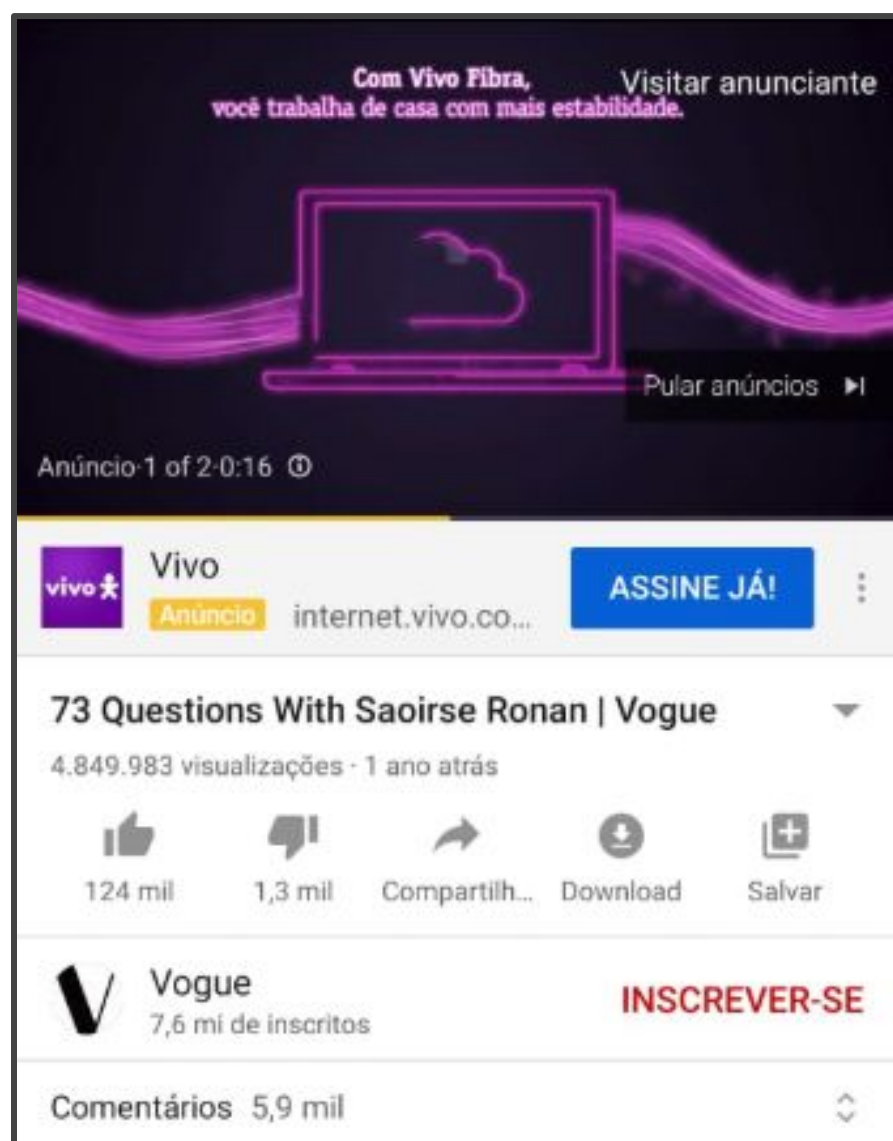 Com Vivo Fibra,
Visitar anunciante
você trabalha de casa com mais estabilidade.
Pular anúncios
Anúncio·1 of 2·0:16
vivo
Vivo
Anúncio internet.vivo.co...
ASSINE JÁ!
73 Questions With Saoirse Ronan | Vogue
4.849.983 visualizações · 1 ano atrás
124 mil 1,3 mil Compartilh... Download Salvar
V
Vogue
7,6 mi de inscritos
INSCREVER-SE
Comentários 5,9 mil